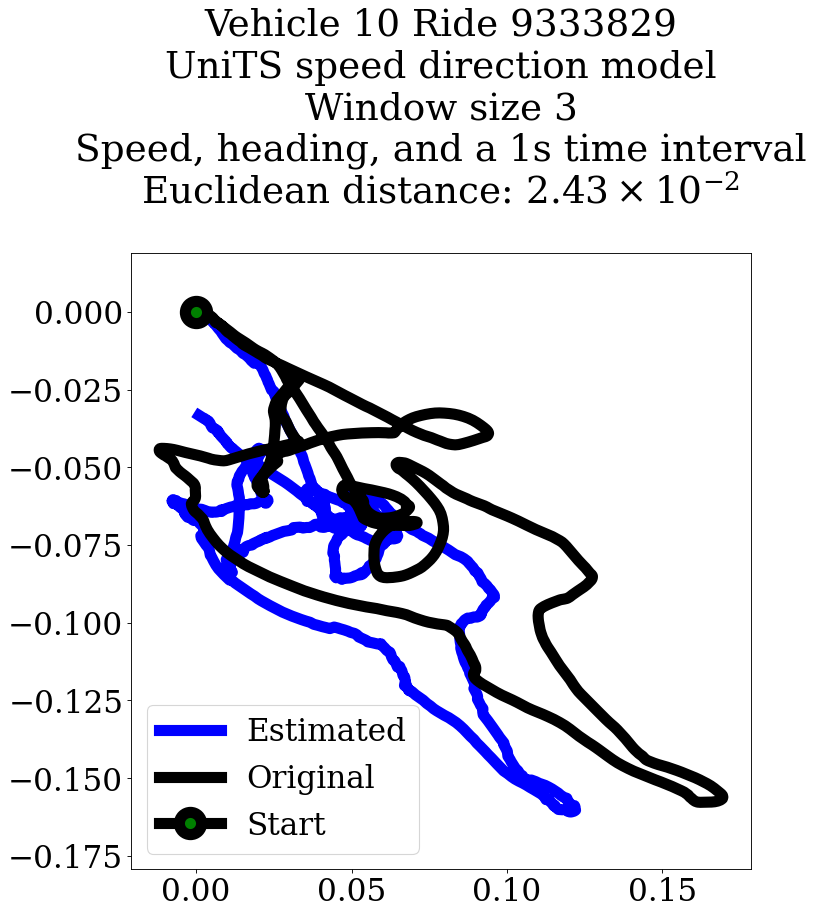 Vehicle 10 Ride 9333829
UniTS speed direction model
Window size 3
Speed, heading, and a 1s time interval
Euclidean distance: 2.43 × 10⁻²
0.000
−0.025
−0.050
−0.075
−0.100
−0.125
−0.150
−0.175
Estimated
Original
Start
0.00 0.05 0.10 0.15